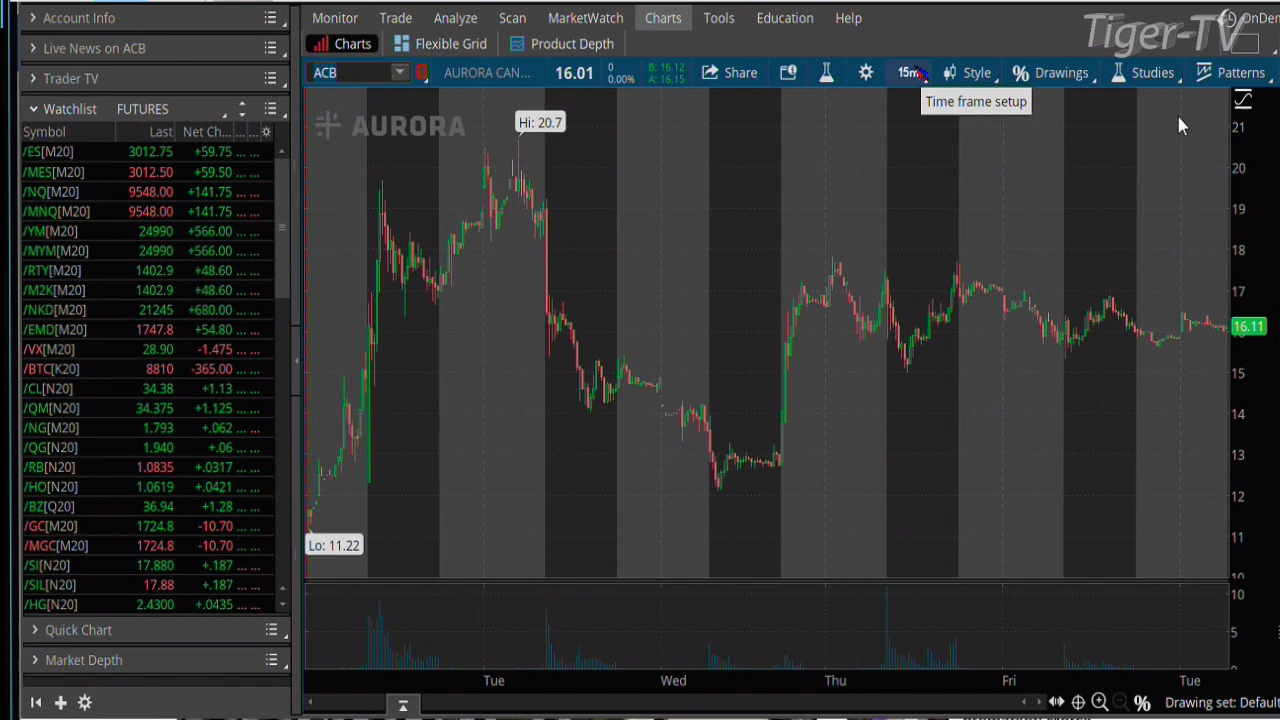 Account Info
Live News on ACB
Trader TV
Watchlist FUTURES
Symbol Last Net Ch... ... ...
/ES[M20] 3012.75 +59.75 ... ...
/MES[M20] 3012.50 +59.50 ... ...
/NQ[M20] 9548.00 +141.75 ... ...
/MNQ[M20] 9548.00 +141.75 ... ...
/YM[M20] 24990 +566.00 ... ...
/MYM[M20] 24990 +566.00 ... ...
/RTY[M20] 1402.9 +48.60 ... ...
/M2K[M20] 1402.9 +48.60 ... ...
/NKD[M20] 21245 +680.00 ... ...
/EMD[M20] 1747.8 +54.80 ... ...
/VX[M20] 28.90 -1.475 ... ...
/BTC[K20] 8810 -365.00 ... ...
/CL[N20] 34.38 +1.13 ... ...
/QM[N20] 34.375 +1.125 ... ...
/NG[M20] 1.793 +.062 ... ...
/QG[N20] 1.940 +.06 ... ...
/RB[N20] 1.0835 +.0317 ... ...
/HO[N20] 1.0619 +.0421 ... ...
/BZ[Q20] 36.94 +1.28 ... ...
/GC[M20] 1724.8 -10.70 ... ...
/MGC[M20] 1724.8 -10.70 ... ...
/SI[N20] 17.880 +.187 ... ...
/SIL[N20] 17.88 +.187 ... ...
/HG[N20] 2.4300 +.0435 ... ...
Quick Chart
Market Depth
Monitor Trade Analyze Scan MarketWatch Charts Tools Education Help
OnDem
Tiger-TV
Charts Flexible Grid Product Depth
ACB AURORA CAN... 16.01 0 0.00% B: 16.12 A: 16.15 Share 15m Style % Drawings Studies Patterns
Time frame setup
AURORA
Hi: 20.7
Lo: 11.22
21
20
19
18
17
16.11
15
14
13
12
11
10
10
5
0
Tue Wed Thu Fri Tue
% Drawing set: Defaul